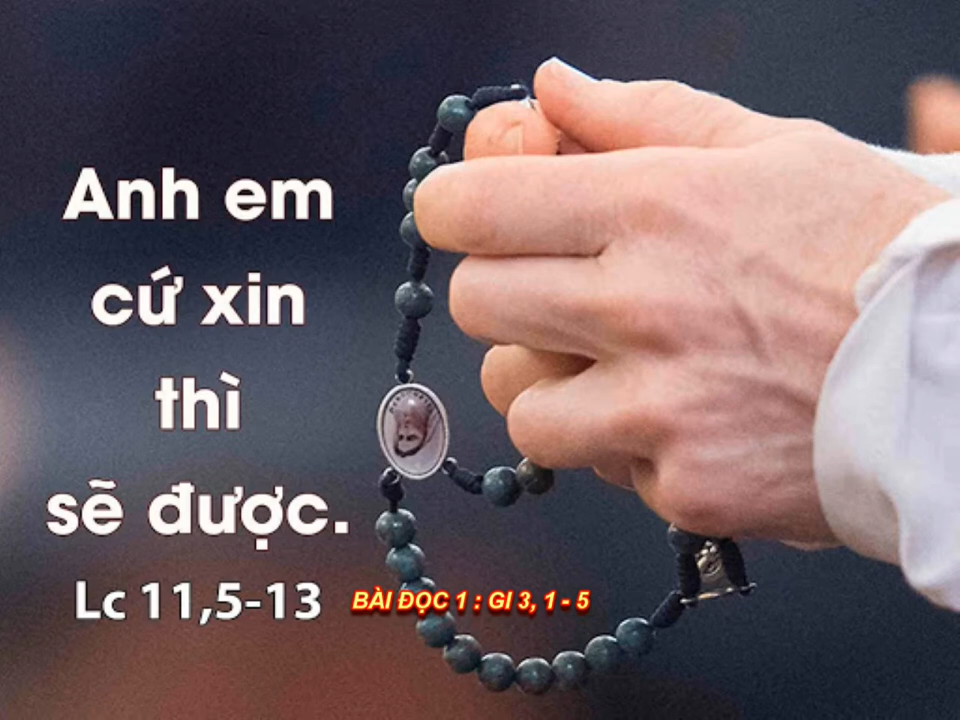 Anh em
cứ xin
thì
sẽ được.
Lc 11,5-13
BÀI ĐỌC 1 : GI 3, 1 - 5